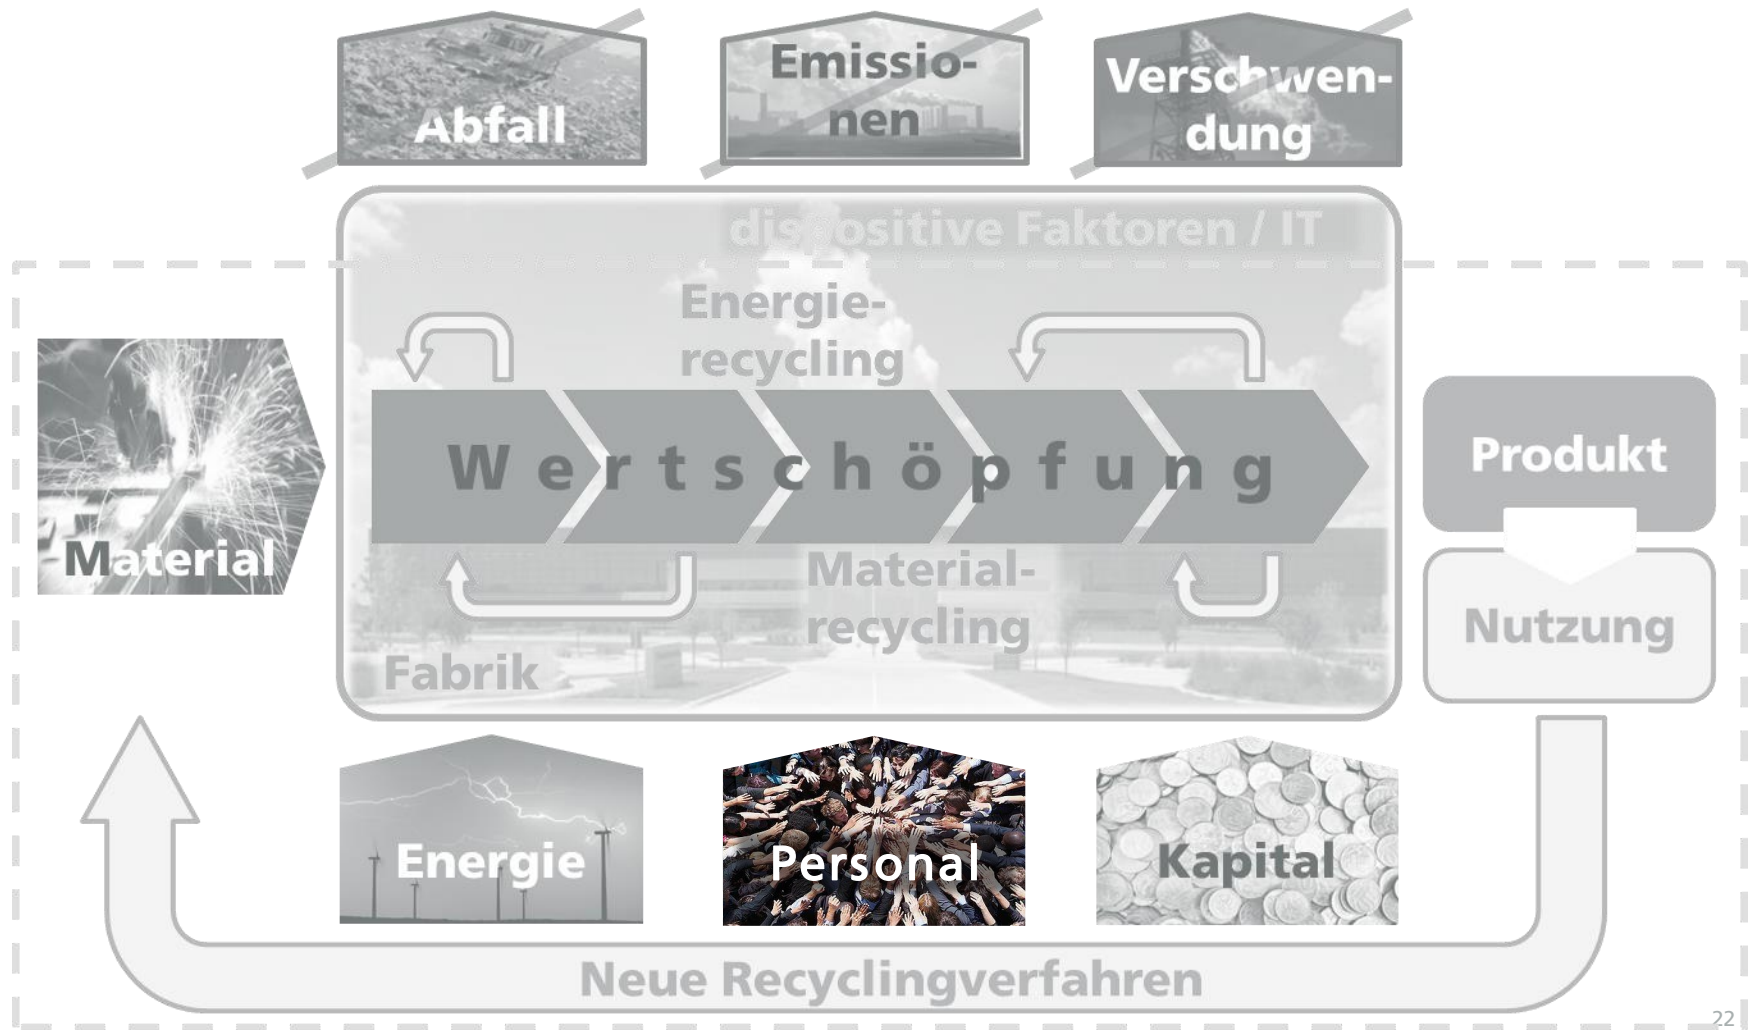 Abfall
Emissio-
nen
Verschwen-
dung
dispositive Faktoren / IT
Energie-
recycling
Wertschöpfung
Material
Produkt
Nutzung
Material-
recycling
Fabrik
Energie
Personal
Kapital
Neue Recyclingverfahren
22